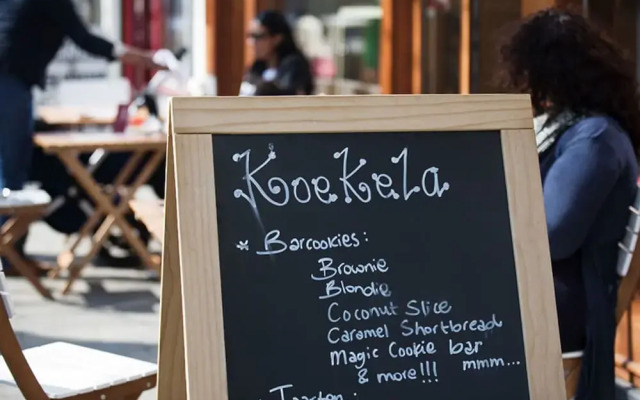 KoeKela
* Barcookies:
Brownie
Blondie
Coconut Slice
Caramel Shortbread
Magic Cookie bar
& more!!! mmm...